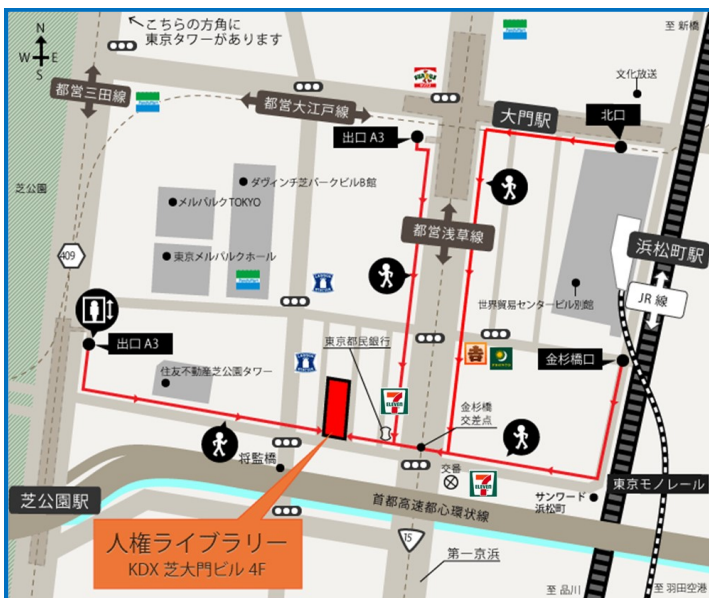 N
W E
S
こちらの方角に
東京タワーがあります
至 新橋
都営三田線
都営大江戸線
大門駅
文化放送
北口
出口 A3
芝公園
ダヴィンチ芝パークビルB館
メルパルクTOKYO
東京メルパルクホール
都営浅草線
浜松町駅
JR 線
409
世界貿易センタービル別館
出口 A3
東京都民銀行
金杉橋口
住友不動産芝公園タワー
金杉橋
交差点
将監橋
交番
サンワード
浜松町
東京モノレール
芝公園駅
首都高速都心環状線
15
第一京浜
人権ライブラリー
KDX 芝大門ビル 4F
至 品川
至 羽田空港
FamilyMart
FamilyMart
FamilyMart
LAWSON
LAWSON
ELEVEn
ELEVEn